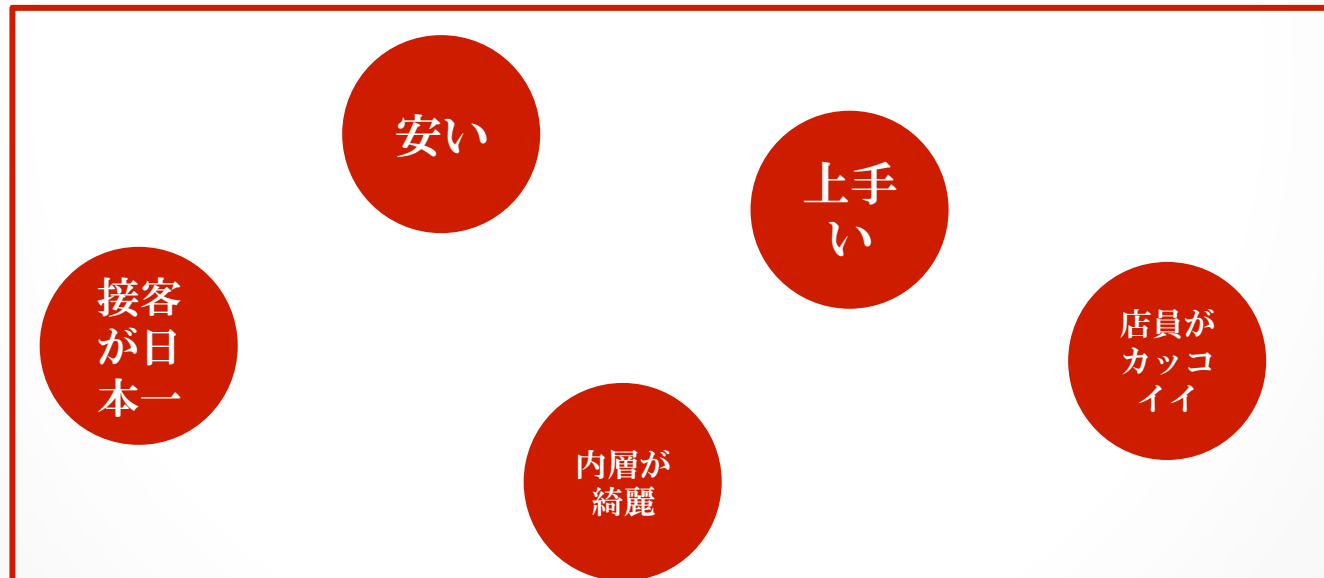 安い
上手
い
接客
が日
本一
店員が
カッコ
イイ
内層が
綺麗